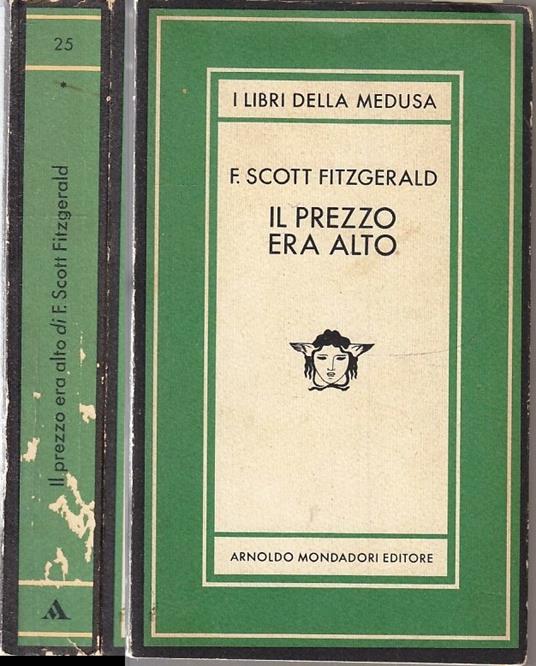 25
*
Il prezzo era alto di F. Scott Fitzgerald
I LIBRI DELLA MEDUSA
F. SCOTT FITZGERALD
IL PREZZO
ERA ALTO
ARNOLDO MONDADORI EDITORE